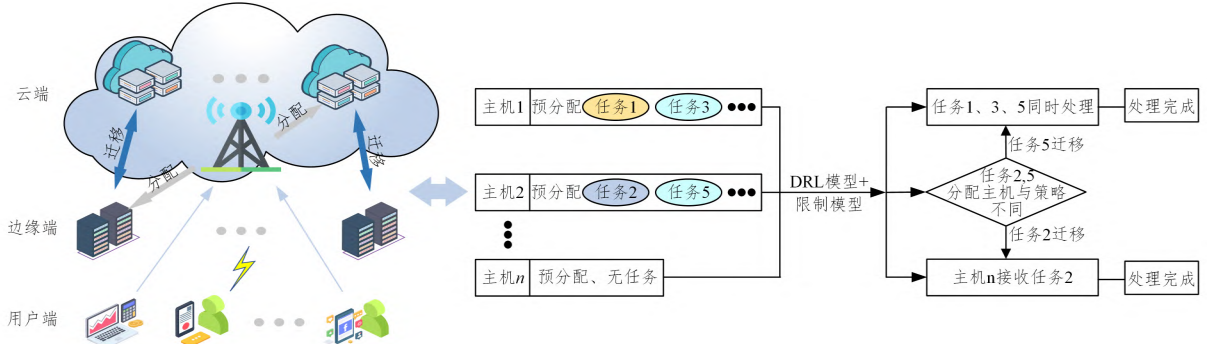 云端
边缘端
用户端
分配
迁移
迁移
分配
主机1 预分配 任务1 任务3 •••
主机2 预分配 任务2 任务5 •••
主机n 预分配、无任务
DRL模型+
限制模型
任务1、3、5同时处理
处理完成
任务5迁移
任务2,5
分配主机与策略
不同
任务2迁移
主机n接收任务2
处理完成